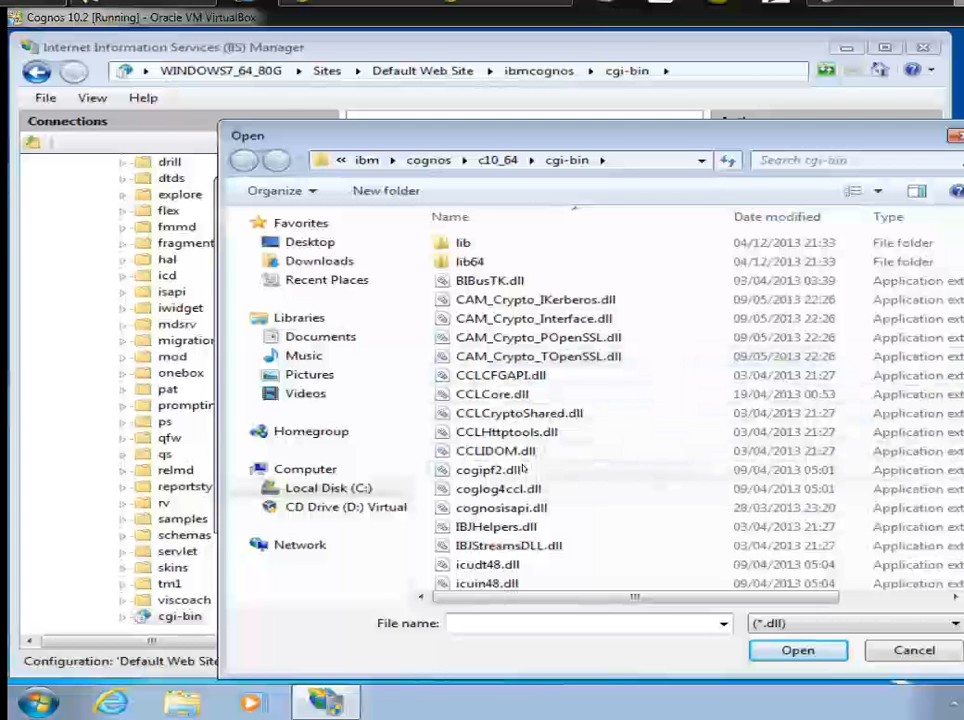 Cognos 10.2 [Running] - Oracle VM VirtualBox
Internet Information Services (IIS) Manager
WINDOWS7_64_80G Sites Default Web Site ibmcognos cgi-bin
File View Help
Connections
drill
dtds
explore
flex
fmmd
fragment
hal
icd
isapi
iwidget
mdsrv
migration
mod
onebox
pat
promptin
ps
qfw
qs
relmd
reportsty
rv
samples
schemas
servlet
skins
tm1
viscoach
cgi-bin
Configuration: 'Default Web Site
Open
« ibm cognos c10_64 cgi-bin
Search cgi-bin
Organize New folder
Favorites
Desktop
Downloads
Recent Places
Libraries
Documents
Music
Pictures
Videos
Homegroup
Computer
Local Disk (C:)
CD Drive (D:) Virtual
Network
Name Date modified Type
lib 04/12/2013 21:33 File folder
lib64 04/12/2013 21:33 File folder
BIBusTK.dll 03/04/2013 03:39 Application ext
CAM_Crypto_IKerberos.dll 09/05/2013 22:26 Application ext
CAM_Crypto_Interface.dll 09/05/2013 22:26 Application ext
CAM_Crypto_POpenSSL.dll 09/05/2013 22:26 Application ext
CAM_Crypto_TOpenSSL.dll 09/05/2013 22:26 Application ext
CCLCFGAPI.dll 03/04/2013 21:27 Application ext
CCLCore.dll 19/04/2013 00:53 Application ext
CCLCryptoShared.dll 03/04/2013 21:27 Application ext
CCLHttptools.dll 03/04/2013 21:27 Application ext
CCLIDOM.dll 03/04/2013 21:27 Application ext
cogipf2.dll 09/04/2013 05:01 Application ext
coglog4ccl.dll 09/04/2013 05:01 Application ext
cognosisapi.dll 28/03/2013 23:20 Application ext
IBJHelpers.dll 03/04/2013 21:27 Application ext
IBJStreamsDLL.dll 03/04/2013 21:27 Application ext
icudt48.dll 09/04/2013 05:04 Application ext
icuin48.dll 09/04/2013 05:04 Application ext
File name: (*.dll)
Open Cancel